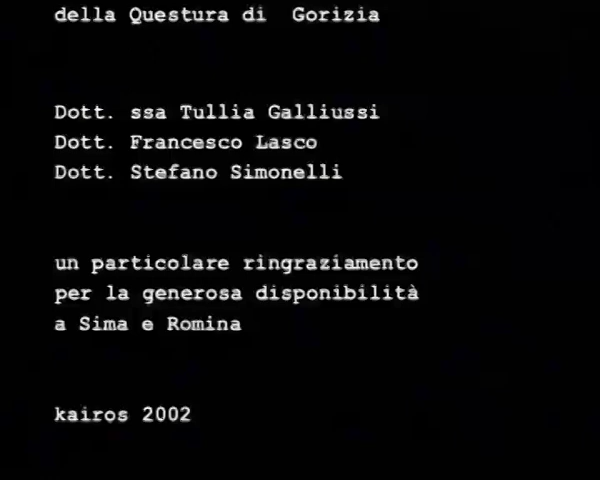 della Questura di  Gorizia
Dott. ssa Tullia Galliussi
Dott. Francesco Lasco
Dott. Stefano Simonelli
un particolare ringraziamento
per la generosa disponibilità
a Sima e Romina
kairos 2002